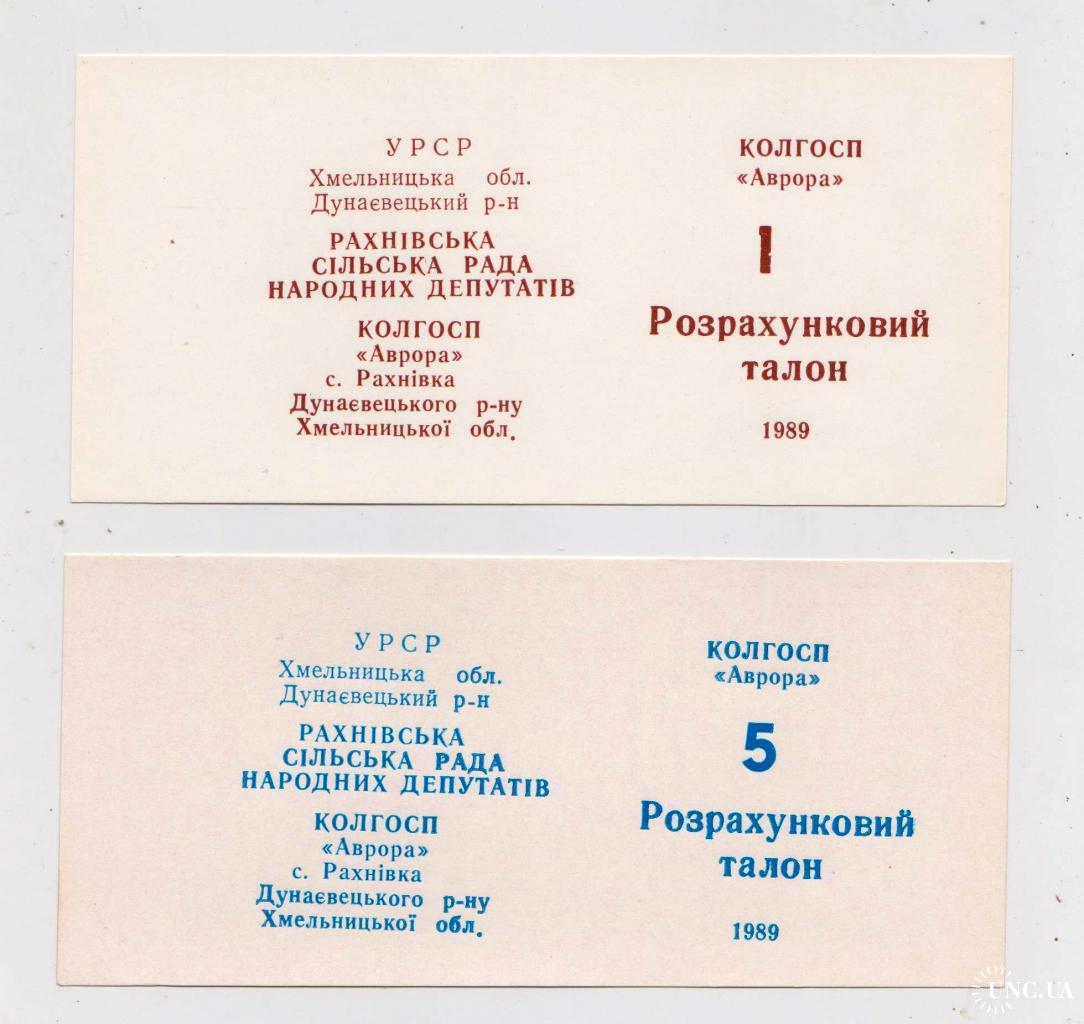 УРСР
Хмельницька обл.
Дунаєвецький р-н
РАХНІВСЬКА
СІЛЬСЬКА РАДА
НАРОДНИХ ДЕПУТАТІВ
КОЛГОСП
«Аврора»
с. Рахнівка
Дунаєвецького р-ну
Хмельницької обл.
КОЛГОСП
«Аврора»
1
Розрахунковий
талон
1989
УРСР
Хмельницька обл.
Дунаєвецький р-н
РАХНІВСЬКА
СІЛЬСЬКА РАДА
НАРОДНИХ ДЕПУТАТІВ
КОЛГОСП
«Аврора»
с. Рахнівка
Дунаєвецького р-ну
Хмельницької обл.
КОЛГОСП
«Аврора»
5
Розрахунковий
талон
1989
UNC.UA